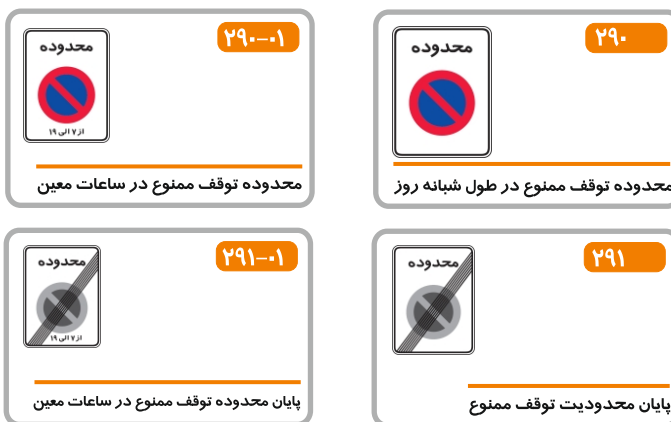 ۲۹۰
محدوده
محدوده توقف ممنوع در طول شبانه روز
۲۹۰-۰۱
محدوده
از ۷ الی ۱۹
محدوده توقف ممنوع در ساعات معین
۲۹۱
محدوده
پایان محدودیت توقف ممنوع
۲۹۱-۰۱
محدوده
از ۷ الی ۱۹
پایان محدوده توقف ممنوع در ساعات معین